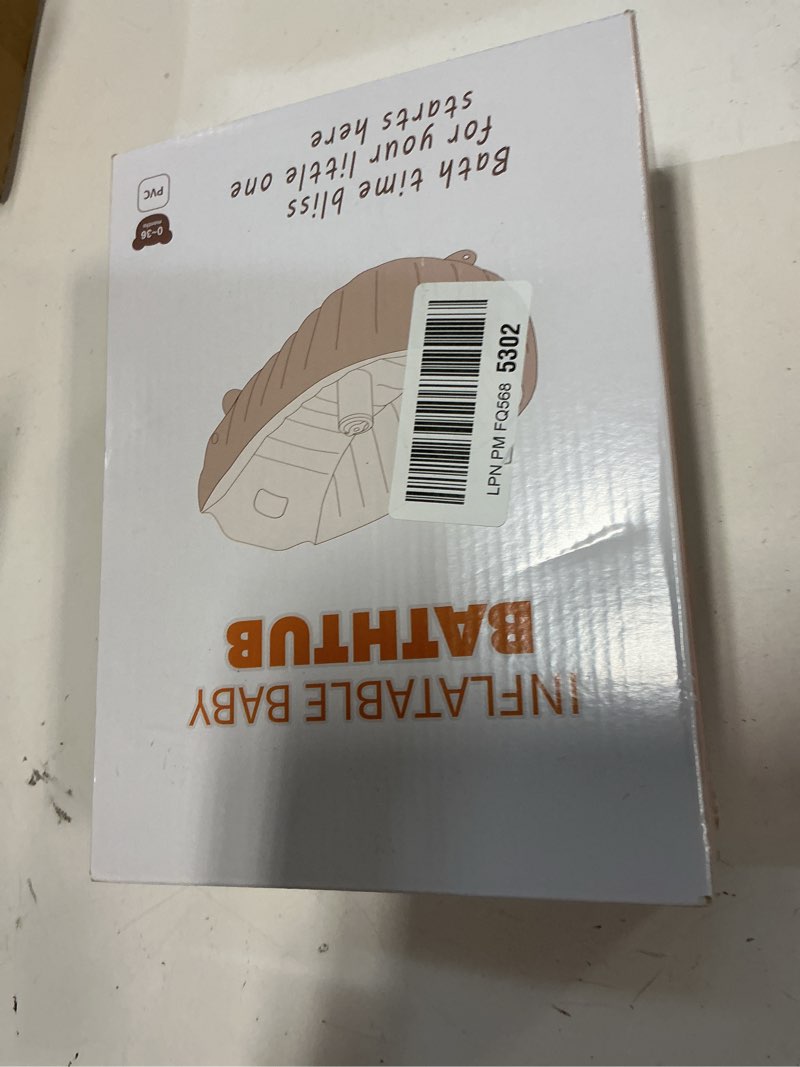 INFLATABLE BABY
BATHTUB
LPN PM FQ568 5302
Bath time bliss
for your little one
starts here
0-36
months
PVC